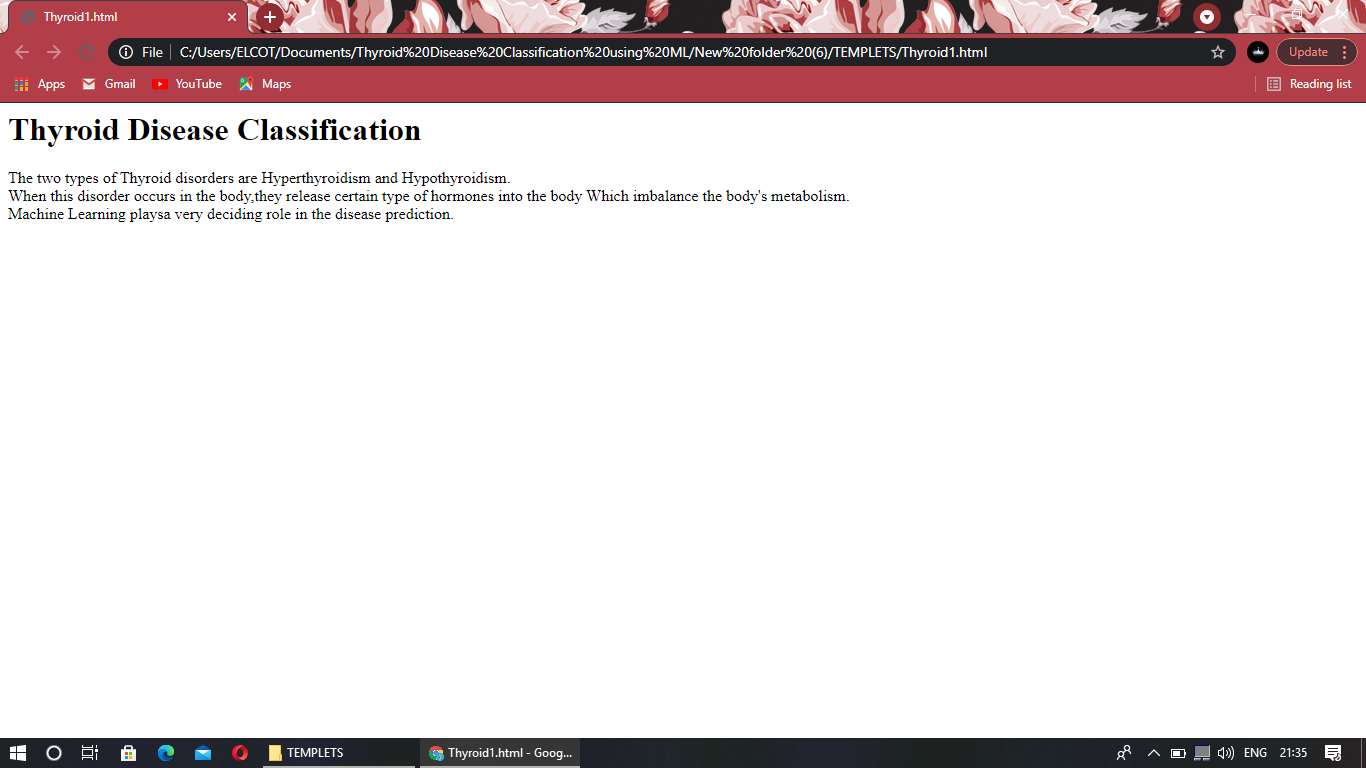 Thyroid1.html
File
C:/Users/ELCOT/Documents/Thyroid%20Disease%20Classification%20using%20ML/New%20folder%20(6)/TEMPLETS/Thyroid1.html
Update
Apps
Gmail
YouTube
Maps
Reading list
Thyroid Disease Classification
The two types of Thyroid disorders are Hyperthyroidism and Hypothyroidism.
When this disorder occurs in the body,they release certain type of hormones into the body Which imbalance the body's metabolism.
Machine Learning playsa very deciding role in the disease prediction.
TEMPLETS
Thyroid1.html - Goog...
ENG
21:35